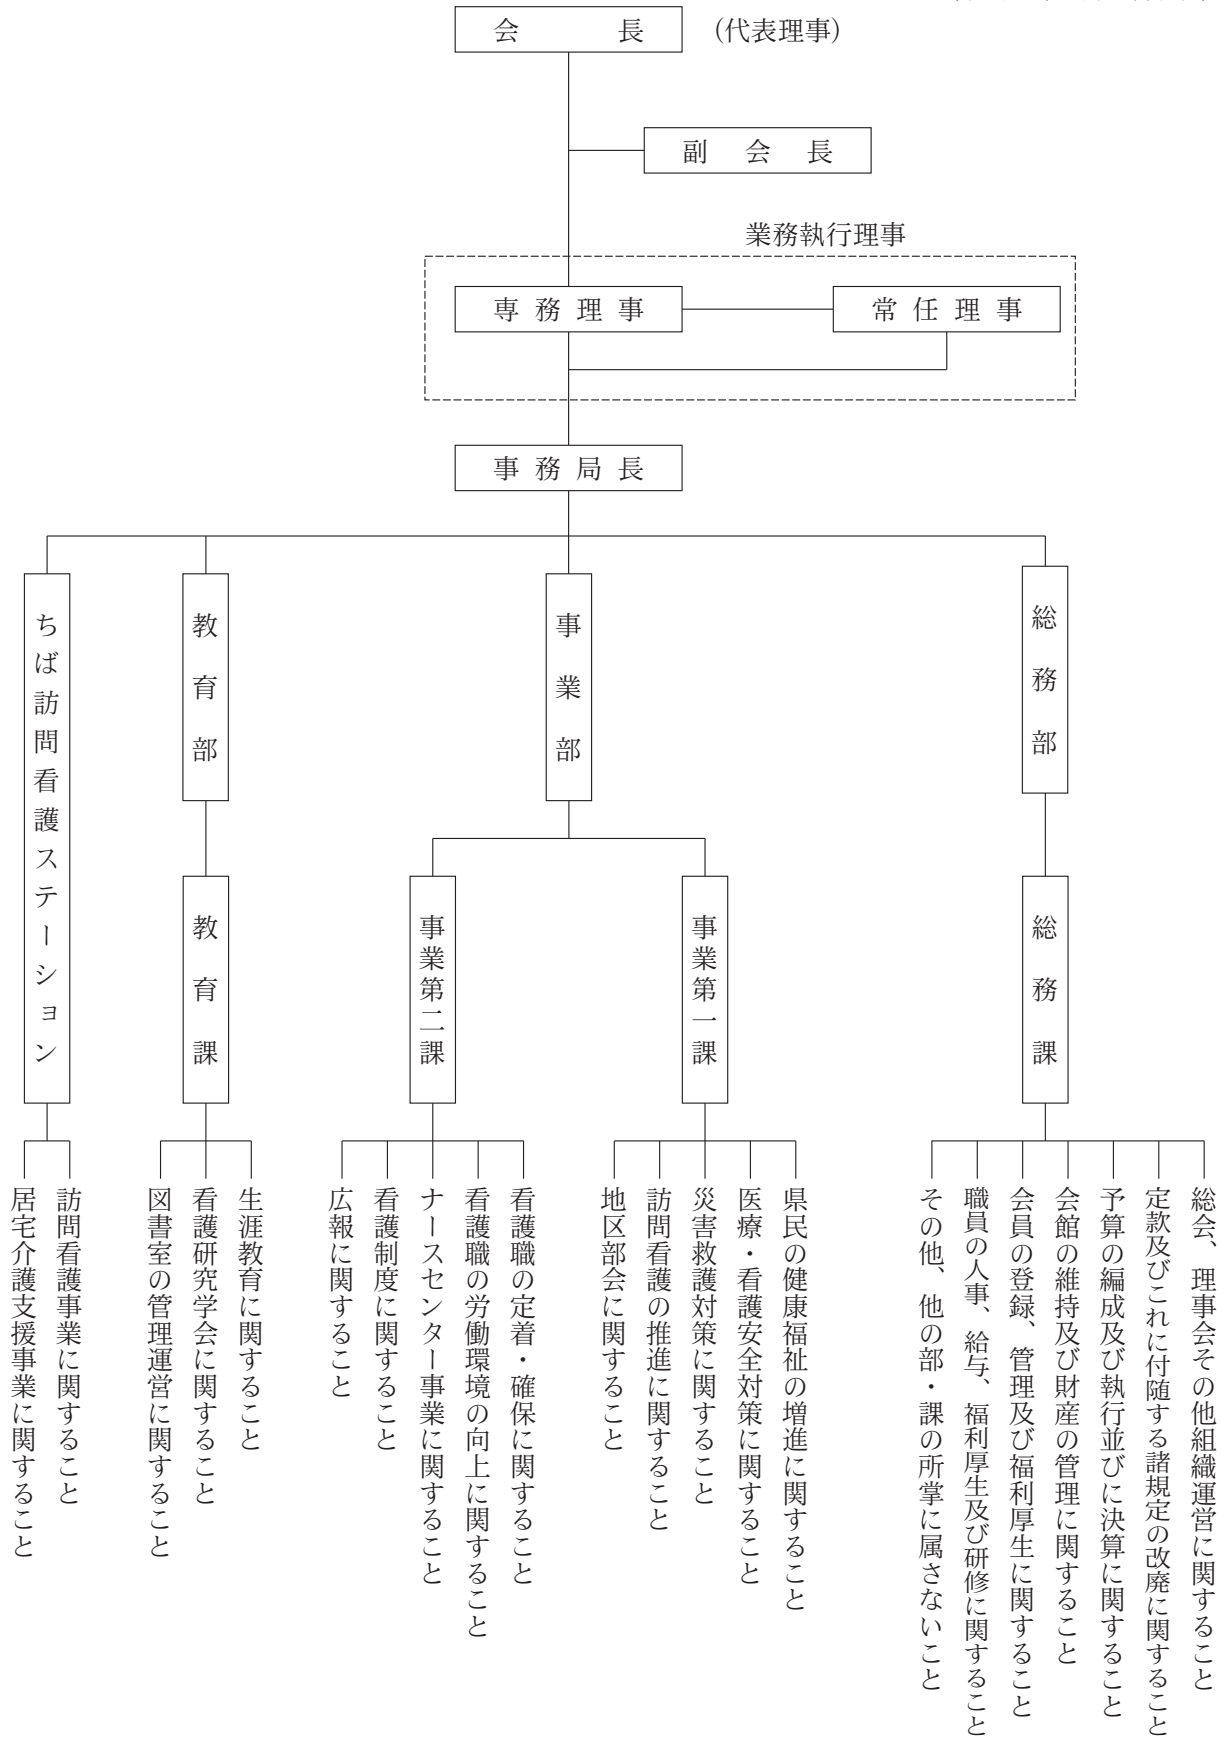 会長
(代表理事)
副会長
業務執行理事
専務理事
常任理事
事務局長
総務部
事業部
教育部
ちば訪問看護ステーション
総務課
事業第一課
事業第二課
教育課
総会、理事会その他組織運営に関すること
定款及びこれに付随する諸規定の改廃に関すること
予算の編成及び執行並びに決算に関すること
会館の維持及び財産の管理に関すること
会員の登録、管理及び福利厚生に関すること
職員の人事、給与、福利厚生及び研修に関すること
その他、他の部・課の所掌に属さないこと
県民の健康福祉の増進に関すること
医療・看護安全対策に関すること
災害救護対策に関すること
訪問看護の推進に関すること
地区部会に関すること
看護職の定着・確保に関すること
看護職の労働環境の向上に関すること
ナースセンター事業に関すること
看護制度に関すること
広報に関すること
生涯教育に関すること
看護研究学会に関すること
図書室の管理運営に関すること
訪問看護事業に関すること
居宅介護支援事業に関すること